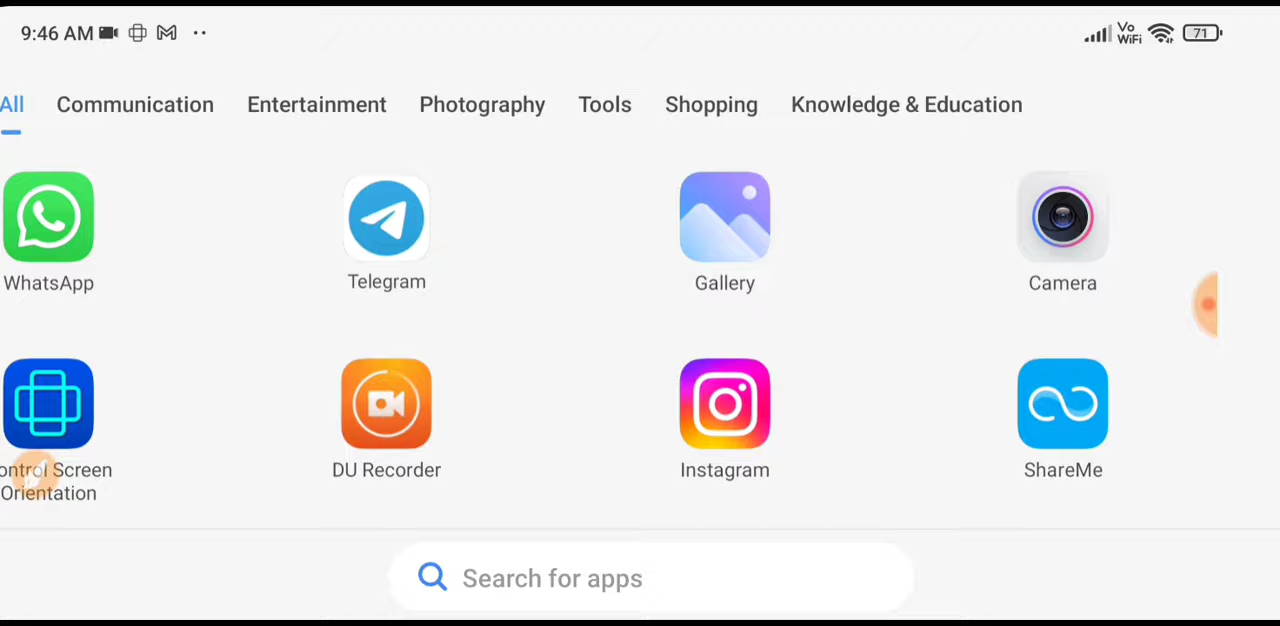 9:46 AM
Vo
WiFi
71
All Communication Entertainment Photography Tools Shopping Knowledge & Education
WhatsApp Telegram Gallery Camera
ontrol Screen
Orientation
DU Recorder Instagram ShareMe
Search for apps